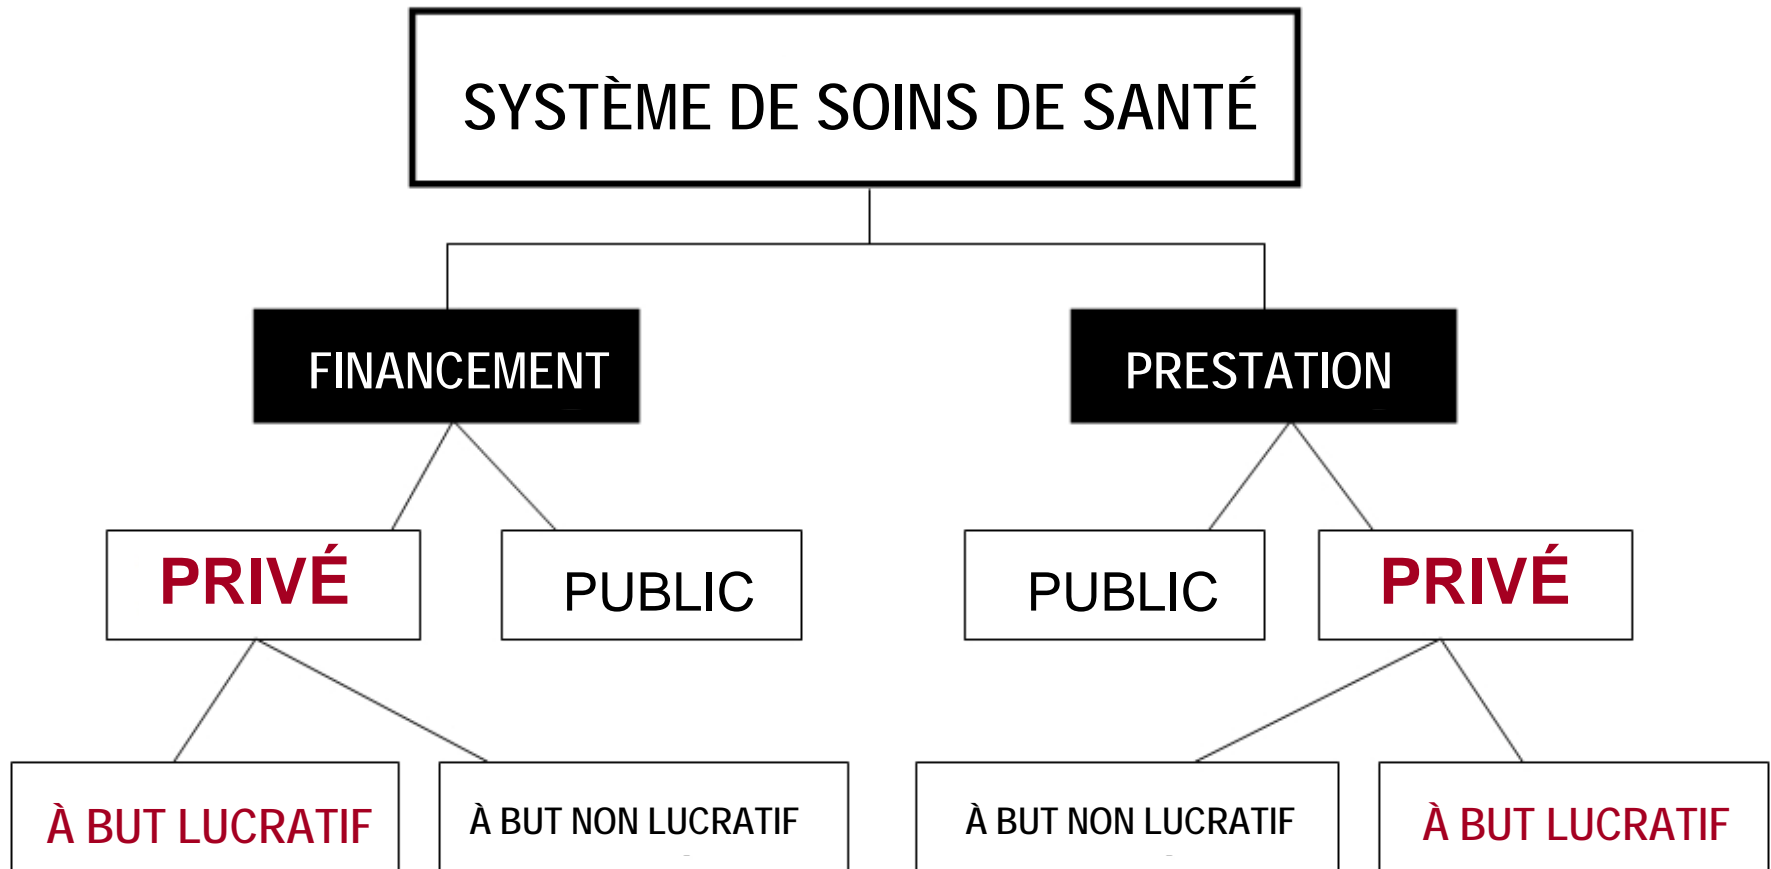 SYSTÈME DE SOINS DE SANTÉ
FINANCEMENT
PRESTATION
PRIVÉ
PUBLIC
PUBLIC
PRIVÉ
À BUT LUCRATIF
À BUT NON LUCRATIF
À BUT NON LUCRATIF
À BUT LUCRATIF